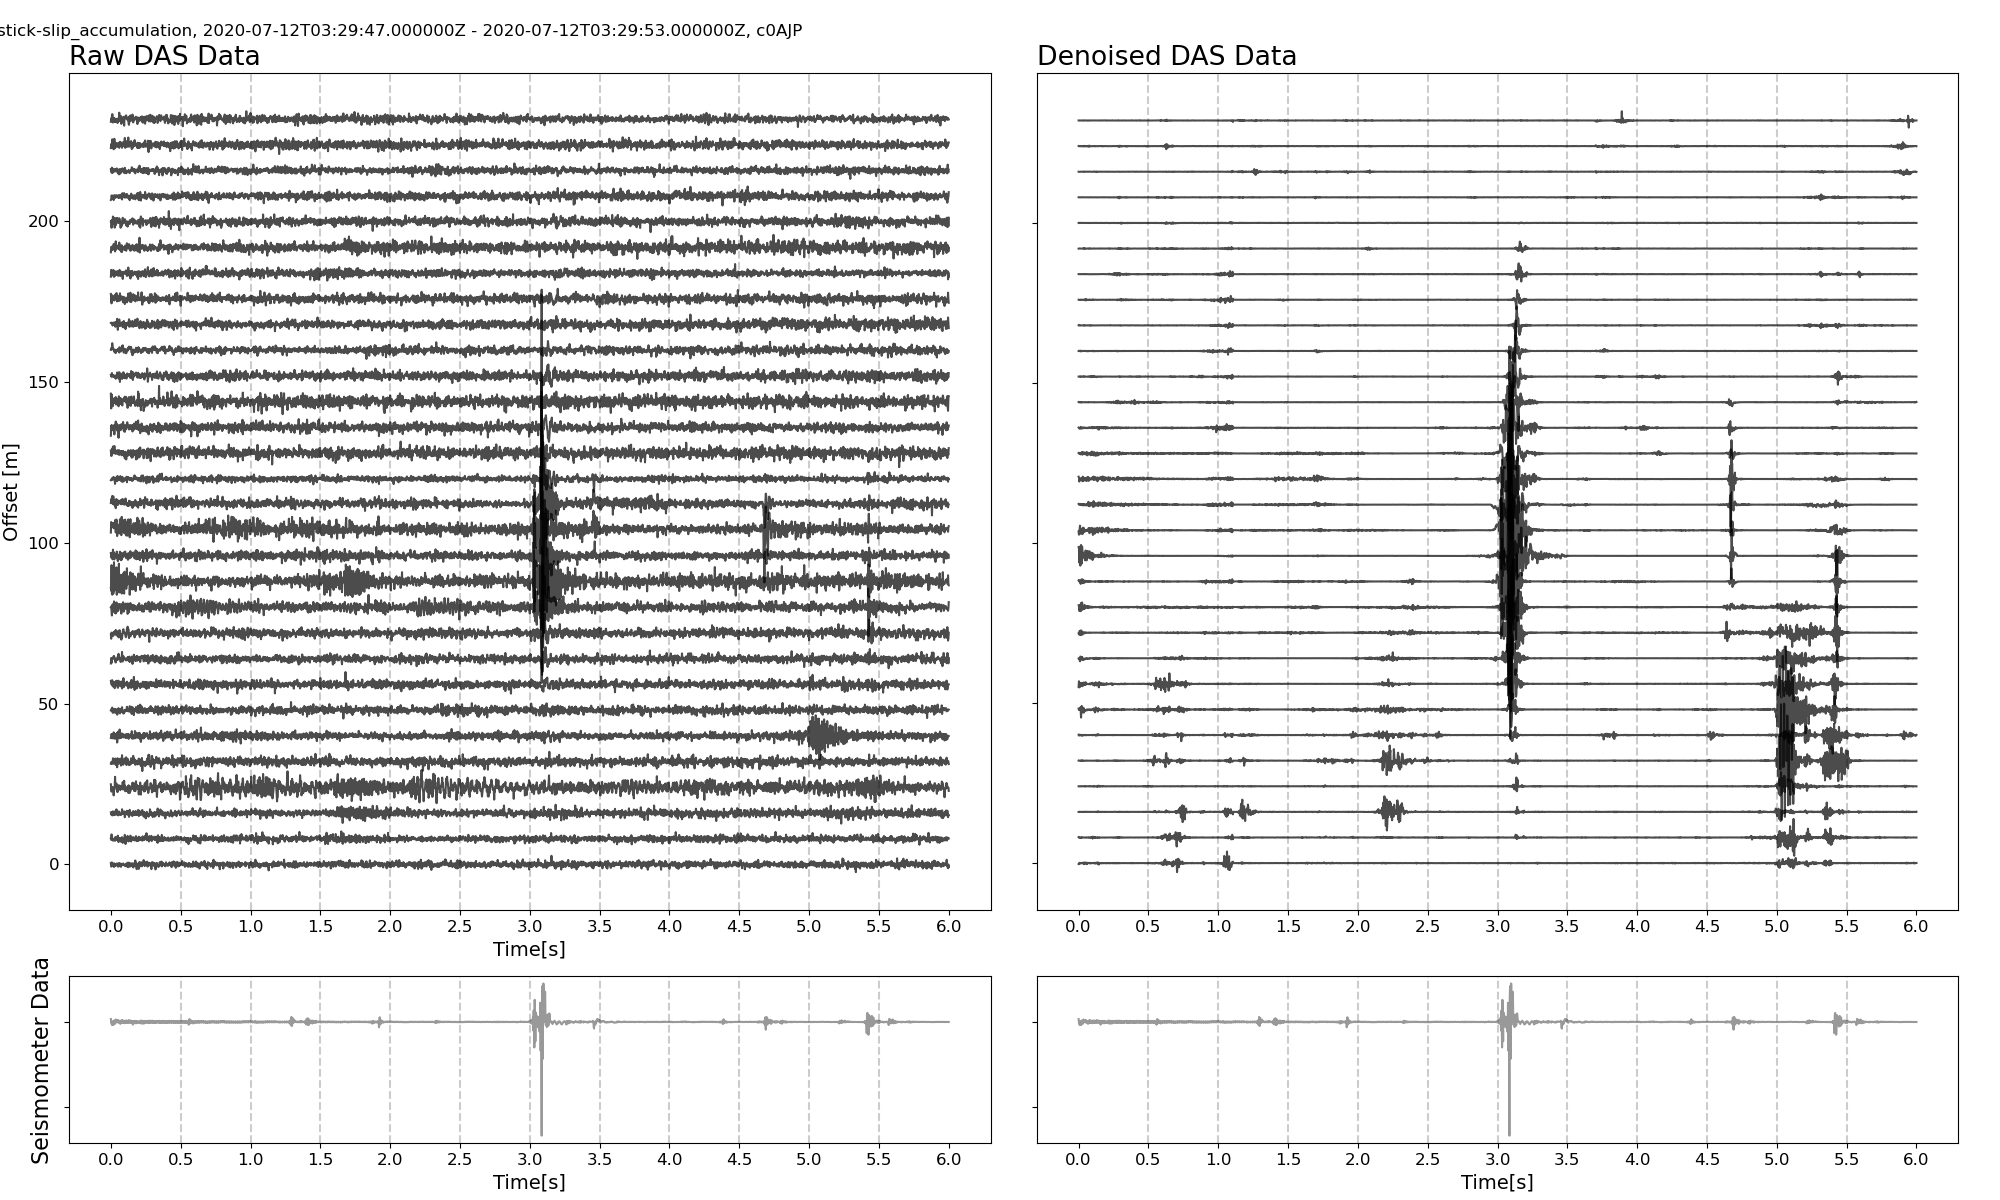 stick-slip_accumulation, 2020-07-12T03:29:47.000000Z - 2020-07-12T03:29:53.000000Z, c0AJP
Raw DAS Data
Denoised DAS Data
Offset [m]
200
150
100
50
0
0.0 0.5 1.0 1.5 2.0 2.5 3.0 3.5 4.0 4.5 5.0 5.5 6.0
Time[s]
0.0 0.5 1.0 1.5 2.0 2.5 3.0 3.5 4.0 4.5 5.0 5.5 6.0
Seismometer Data
0.0 0.5 1.0 1.5 2.0 2.5 3.0 3.5 4.0 4.5 5.0 5.5 6.0
Time[s]
0.0 0.5 1.0 1.5 2.0 2.5 3.0 3.5 4.0 4.5 5.0 5.5 6.0
Time[s]